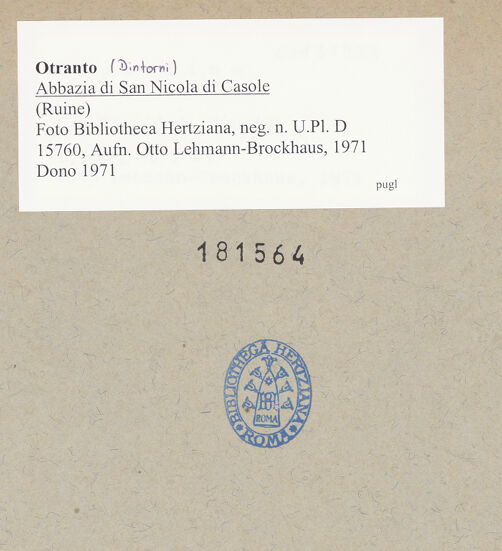 Otranto (Dintorni)
Abbazia di San Nicola di Casole
(Ruine)
Foto Bibliotheca Hertziana, neg. n. U.Pl. D
15760, Aufn. Otto Lehmann-Brockhaus, 1971
Dono 1971
pugl
181564
BIBLIOTHECA HERTZIANA
ROMA
ROMA